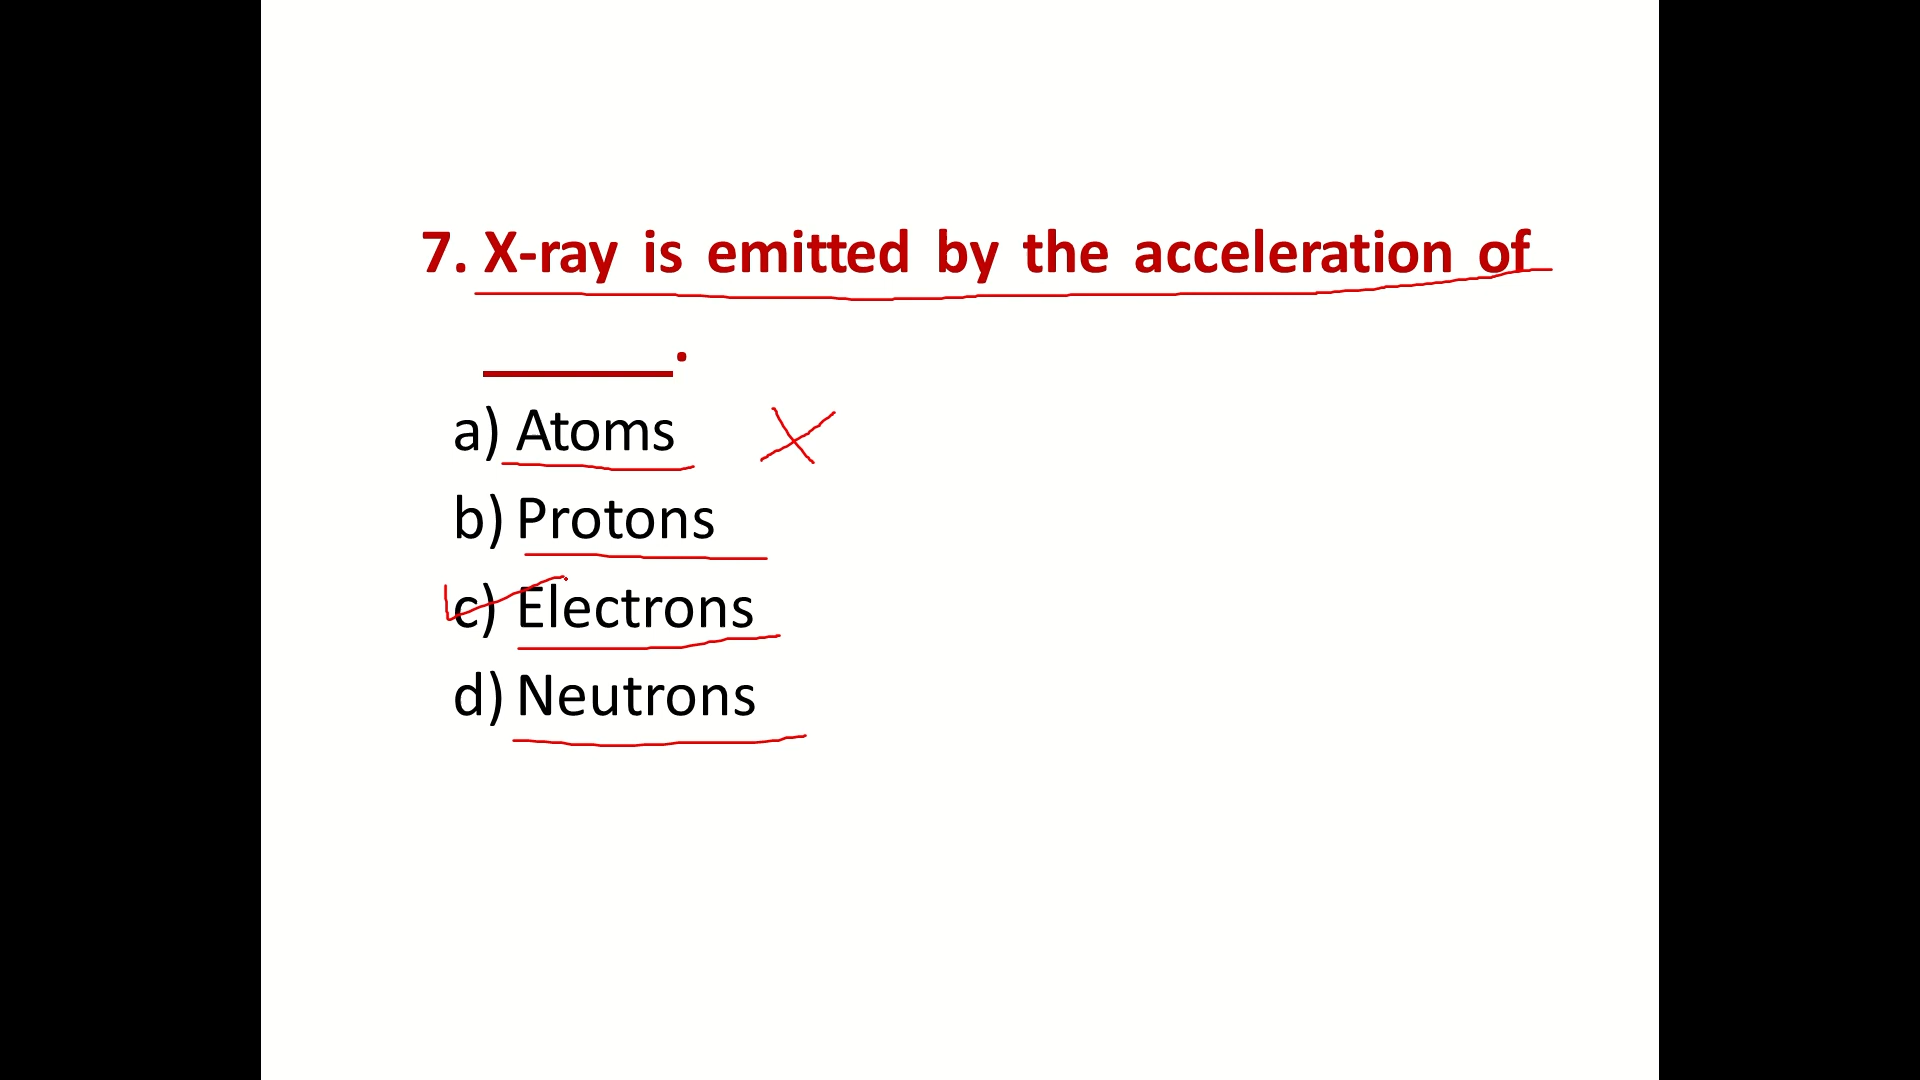 7. X-ray is emitted by the acceleration of
______.
a) Atoms
b) Protons
c) Electrons
d) Neutrons